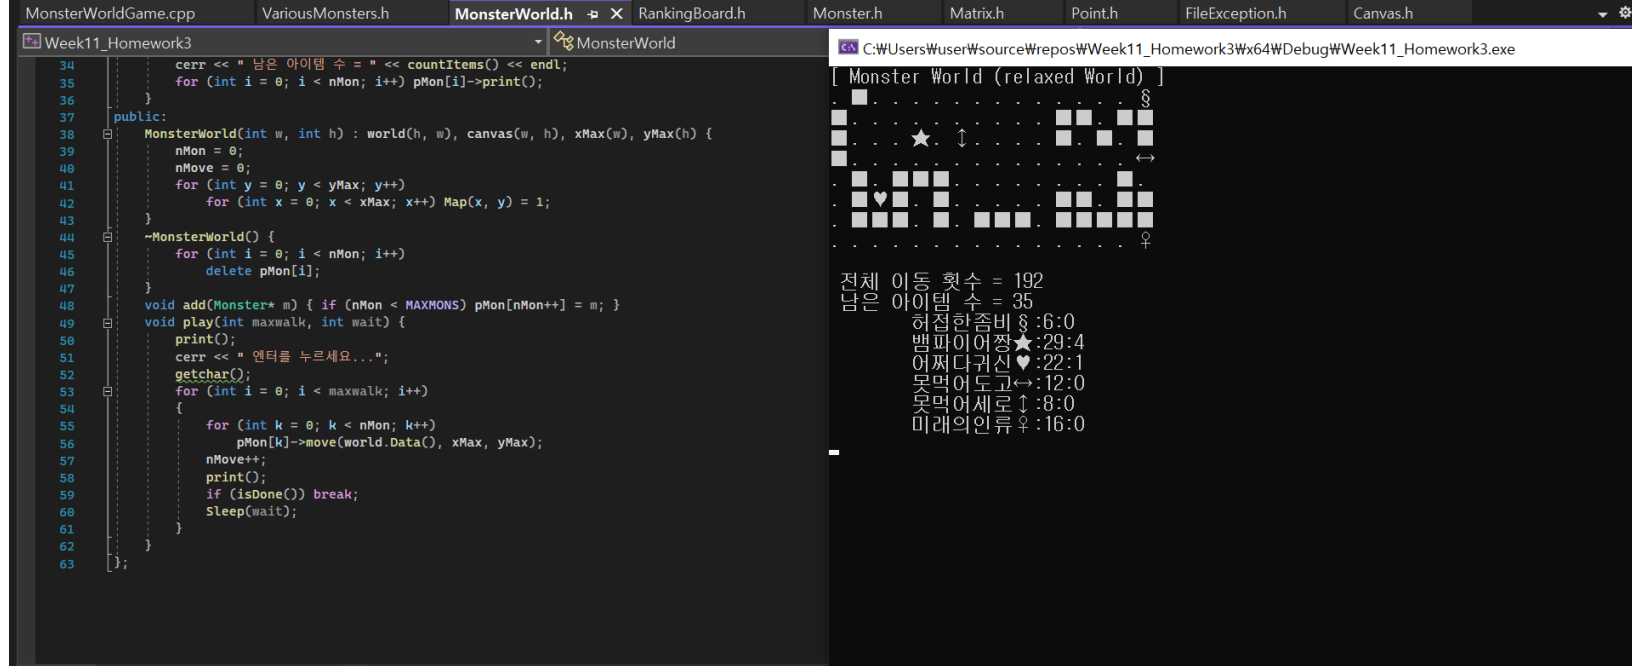 MonsterWorldGame.cpp VariousMonsters.h MonsterWorld.h RankingBoard.h Monster.h Matrix.h Point.h FileException.h Canvas.h
Week11_Homework3 MonsterWorld
34 cerr << " 남은 아이템 수 = " << countItems() << endl;
35 for (int i = 0; i < nMon; i++) pMon[i]->print();
36 }
37 public:
38 MonsterWorld(int w, int h) : world(h, w), canvas(w, h), xMax(w), yMax(h) {
39 nMon = 0;
40 nMove = 0;
41 for (int y = 0; y < yMax; y++)
42 for (int x = 0; x < xMax; x++) Map(x, y) = 1;
43 }
44 ~MonsterWorld() {
45 for (int i = 0; i < nMon; i++)
46 delete pMon[i];
47 }
48 void add(Monster* m) { if (nMon < MAXMONS) pMon[nMon++] = m; }
49 void play(int maxwalk, int wait) {
50 print();
51 cerr << " 엔터를 누르세요...";
52 getchar();
53 for (int i = 0; i < maxwalk; i++)
54 {
55 for (int k = 0; k < nMon; k++)
56 pMon[k]->move(world.Data(), xMax, yMax);
57 nMove++;
58 print();
59 if (isDone()) break;
60 Sleep(wait);
61 }
62 }
63 };
C:\ C:₩Users₩user₩source₩repos₩Week11_Homework3₩x64₩Debug₩Week11_Homework3.exe
[ Monster World (relaxed World) ]
. ■ . . . . . . . . . . . . . §
■ . . . . . . . . . . ■ ■ . ■ ■
■ . . . ★ . ↕ . . . . ■ . ■ . ■
■ . . . . . . . . . . . . . . ↔
. ■ . ■ ■ ■ . . . . . . . . ■ .
. ■ ♥ ■ . ■ . . . . . ■ ■ . ■ ■
. ■ ■ ■ . ■ . ■ ■ ■ . ■ ■ ■ ■ ■
. . . . . . . . . . . . . . . ♀
전체 이동 횟수 = 192
남은 아이템 수 = 35
허접한좀비§:6:0
뱀파이어짱★:29:4
어쩌다귀신♥:22:1
못먹어도고↔:12:0
못먹어세로↕:8:0
미래의인류♀:16:0